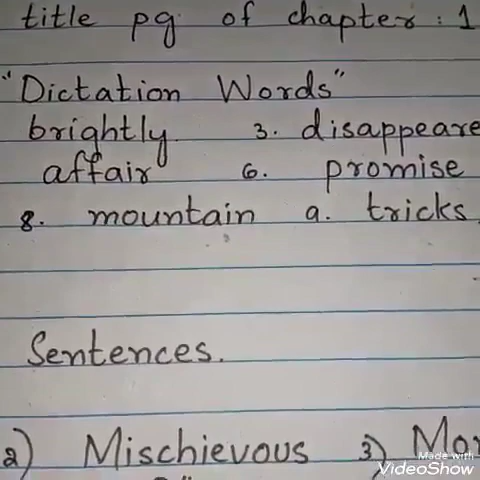 title pg. of chapter : 1
"Dictation Words"
brightly 3. disappeare
affair 6. promise
8. mountain 9. tricks
Sentences.
2) Mischievous 3) Mo
Made with
VideoShow